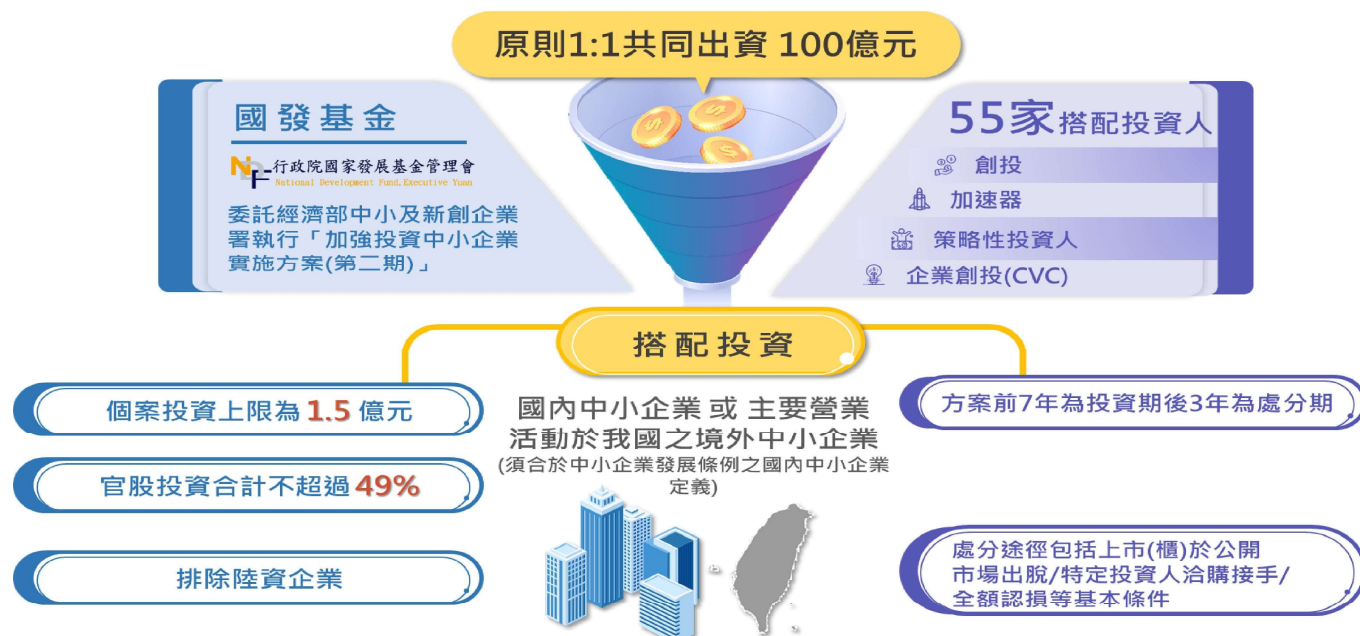 原則1:1共同出資 100億元
國發基金
NDF 行政院國家發展基金管理會
National Development Fund,Executive Yuan
委託經濟部中小及新創企業
署執行「加強投資中小企業
實施方案(第二期)」
55家搭配投資人
創投
加速器
策略性投資人
企業創投(CVC)
搭配投資
個案投資上限為 1.5 億元
官股投資合計不超過 49%
排除陸資企業
國內中小企業 或 主要營業
活動於我國之境外中小企業
(須合於中小企業發展條例之國內中小企業
定義)
方案前7年為投資期後3年為處分期
處分途徑包括上市(櫃)於公開
市場出脫/特定投資人洽購接手/
全額認損等基本條件